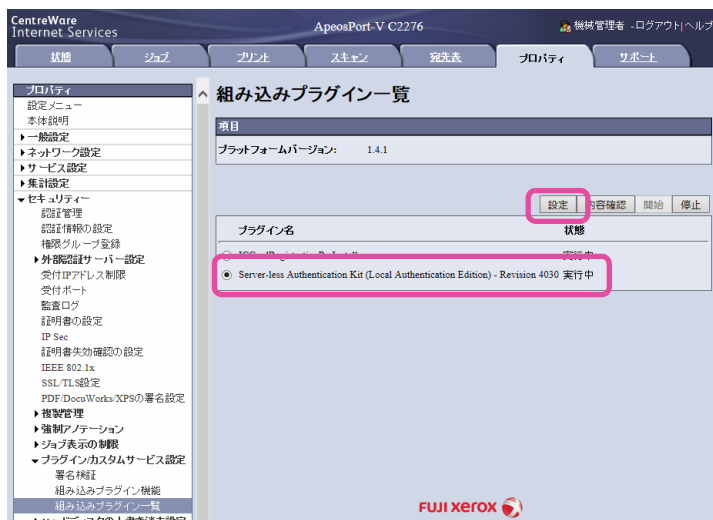 CentreWare
Internet Services
ApeosPort-V C2276
機械管理者 -ログアウト|ヘルプ
状態
ジョブ
プリント
スキャン
宛先表
プロパティ
サポート
プロパティ
設定メニュー
本体説明
一般設定
ネットワーク設定
サービス設定
集計設定
セキュリティー
認証管理
認証情報の設定
権限グループ登録
外部認証サーバー設定
受付IPアドレス制限
受付ポート
監査ログ
証明書の設定
IP Sec
証明書失効確認の設定
IEEE 802.1x
SSL/TLS設定
PDF/DocuWorks/XPSの署名設定
複製管理
強制アノテーション
ジョブ表示の制限
プラグイン/カスタムサービス設定
署名検証
組み込みプラグイン機能
組み込みプラグイン一覧
組み込みプラグイン一覧
項目
プラットフォームバージョン: 1.4.1
設定 内容確認 開始 停止
プラグイン名 状態
実行中
Server-less Authentication Kit (Local Authentication Edition) - Revision 4030 実行中
FUJI XEROX